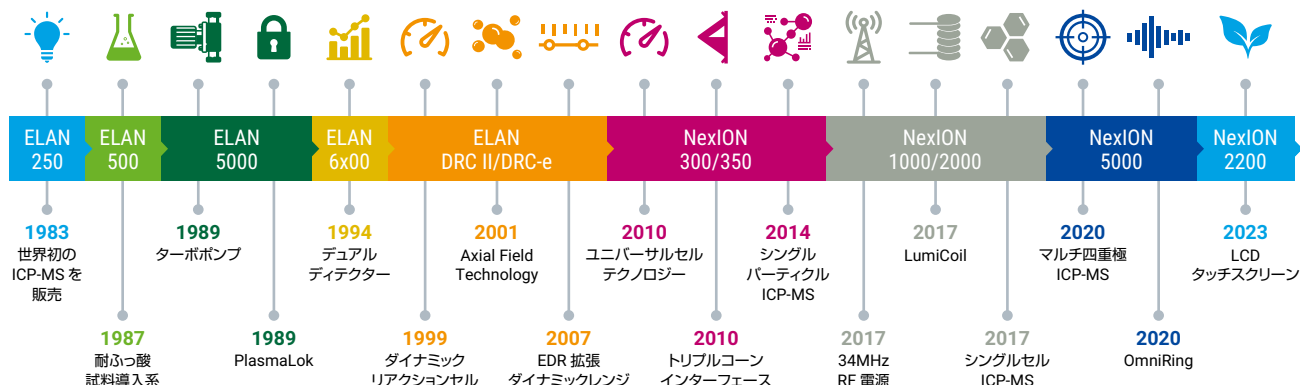 ELAN
250
ELAN
500
ELAN
5000
ELAN
6x00
ELAN
DRC II/DRC-e
NexION
300/350
NexION
1000/2000
NexION
5000
NexION
2200
1983
世界初の
ICP-MS を
販売
1987
耐ふっ酸
試料導入系
1989
ターボポンプ
1989
PlasmaLok
1994
デュアル
ディテクター
1999
ダイナミック
リアクションセル
2001
Axial Field
Technology
2007
EDR 拡張
ダイナミックレンジ
2010
ユニバーサルセル
テクノロジー
2010
トリプルコーン
インターフェース
2014
シングル
パーティクル
ICP-MS
2017
34MHz
RF 電源
2017
LumiCoil
2017
シングルセル
ICP-MS
2020
マルチ四重極
ICP-MS
2020
OmniRing
2023
LCD
タッチスクリーン